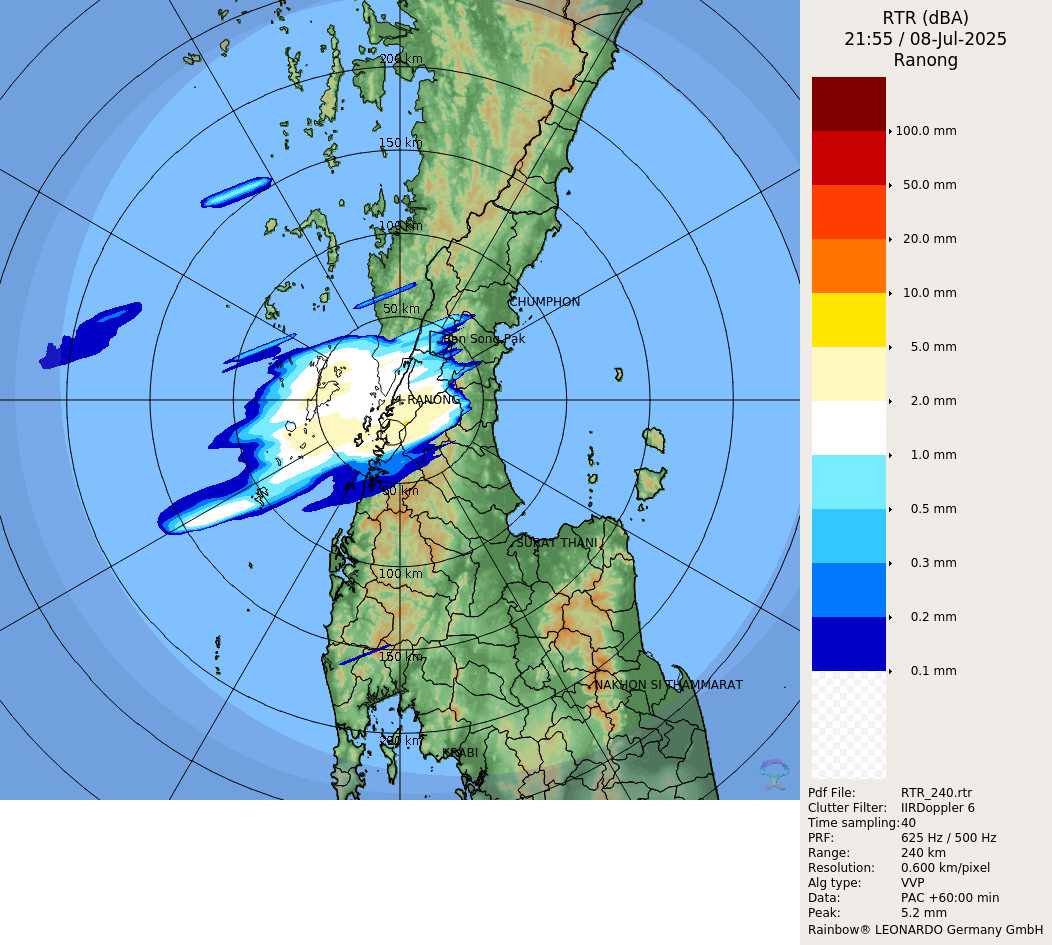 RTR (dBA)
21:55 / 08-Jul-2025
Ranong
100.0 mm
50.0 mm
20.0 mm
10.0 mm
5.0 mm
2.0 mm
1.0 mm
0.5 mm
0.3 mm
0.2 mm
0.1 mm
Pdf File: RTR_240.rtr
Clutter Filter: IIRDoppler 6
Time sampling:40
PRF: 625 Hz / 500 Hz
Range: 240 km
Resolution: 0.600 km/pixel
Alg type: VVP
Data: PAC +60:00 min
Peak: 5.2 mm
Rainbow® LEONARDO Germany GmbH
200 km
150 km
100 km
CHUMPHON
50 km
Ban Song Pak
RANONG
50 km
SURAT THANI
100 km
150 km
NAKHON SI THAMMARAT
200 km
KRABI